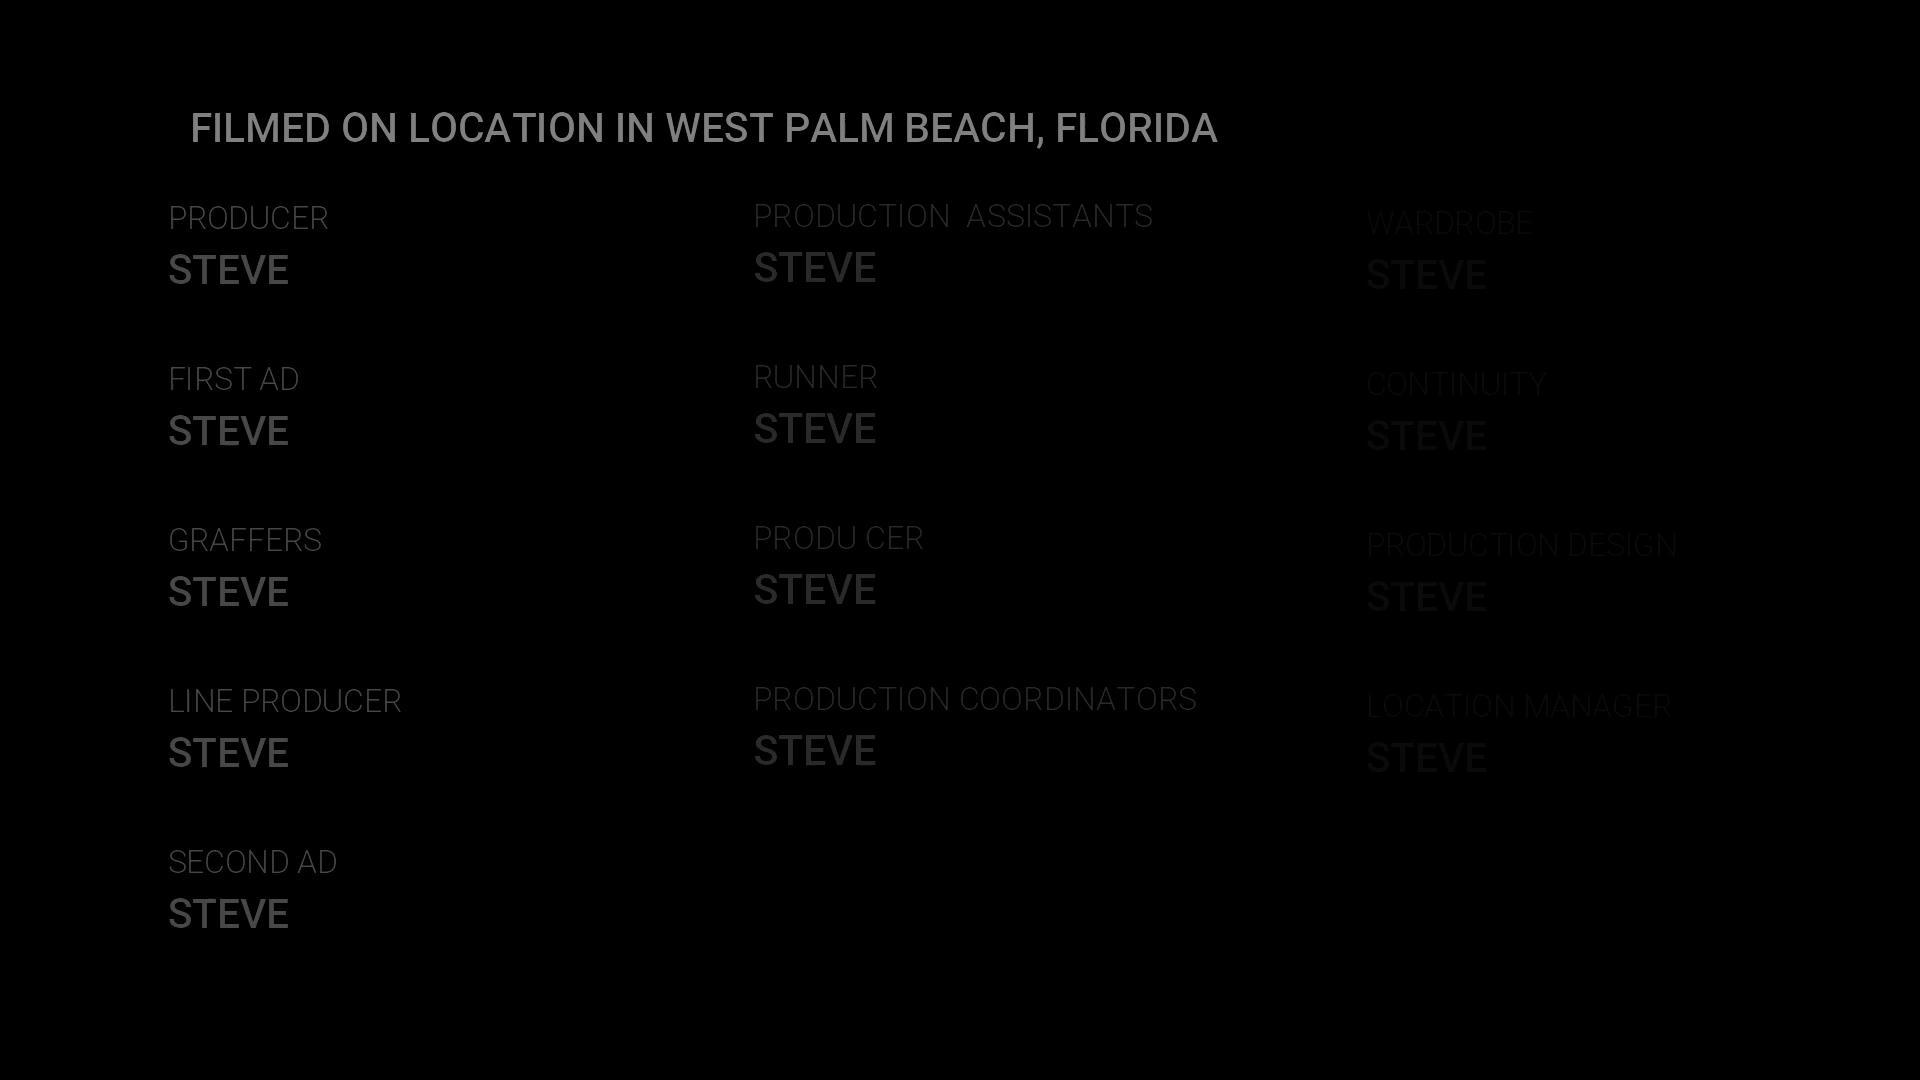 FILMED ON LOCATION IN WEST PALM BEACH, FLORIDA
PRODUCER
STEVE
FIRST AD
STEVE
GRAFFERS
STEVE
LINE PRODUCER
STEVE
SECOND AD
STEVE
PRODUCTION  ASSISTANTS
STEVE
RUNNER
STEVE
PRODU CER
STEVE
PRODUCTION COORDINATORS
STEVE
WARDROBE
STEVE
CONTINUITY
STEVE
PRODUCTION DESIGN
STEVE
LOCATION MANAGER
STEVE